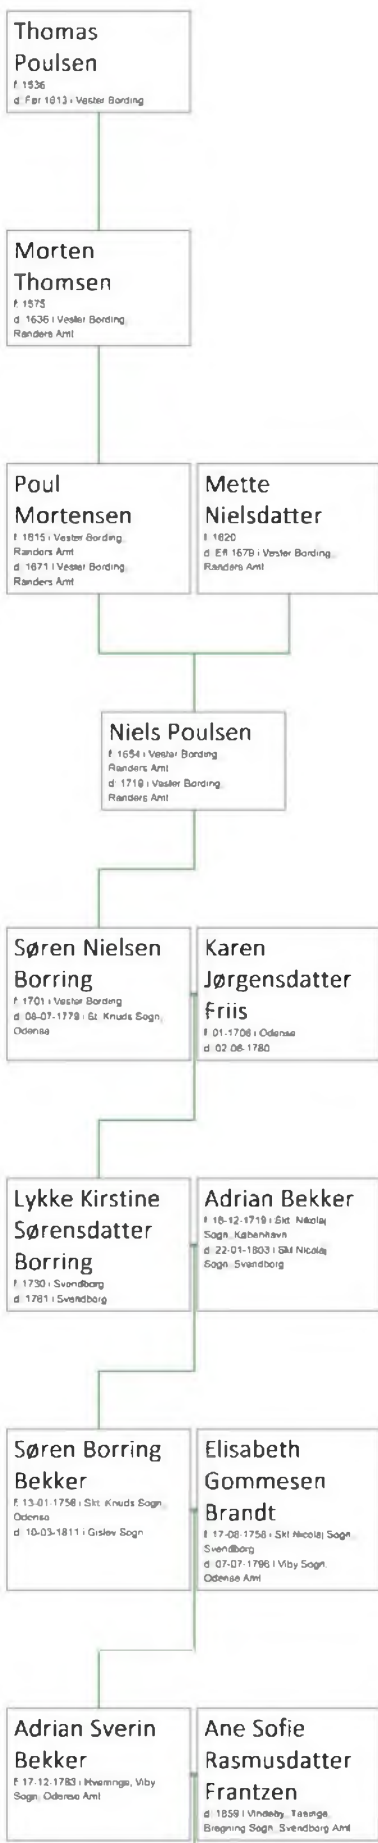 Thomas
Poulsen
f. 1536
d. Før 1613 i Vester Bording
Morten
Thomsen
f. 1575
d. 1636 i Vester Bording,
Randers Amt
Poul
Mortensen
f. 1615 i Vester Bording,
Randers Amt
d. 1671 i Vester Bording,
Randers Amt
Mette
Nielsdatter
f. 1620
d. Eft 1679 i Vester Bording,
Randers Amt
Niels Poulsen
f. 1654 i Vester Bording
Randers Amt
d. 1719 i Vester Bording,
Randers Amt
Søren Nielsen
Borring
f. 1701 i Vester Bording
d. 08-07-1779 i St. Knuds Sogn,
Odense
Karen
Jørgensdatter
Friis
f. 01-1706 i Odense
d. 02-06-1780
Lykke Kirstine
Sørensdatter
Borring
f. 1730 i Svendborg
d. 1761 i Svendborg
Adrian Bekker
f. 16-12-1719 i Skt. Nikolaj
Sogn, København
d. 22-01-1803 i Skt Nicolaj
Sogn, Svendborg
Søren Borring
Bekker
f. 13-01-1756 i Skt. Knuds Sogn,
Odense
d. 10-03-1811 i Gislev Sogn
Elisabeth
Gommesen
Brandt
f. 17-08-1758 i Skt Nicolaj Sogn,
Svendborg
d. 07-07-1796 i Viby Sogn,
Odense Amt
Adrian Sverin
Bekker
f. 17-12-1783 i Hverringe, Viby
Sogn, Odense Amt
Ane Sofie
Rasmusdatter
Frantzen
d. 1859 i Vindeby, Taasinge,
Bregning Sogn, Svendborg Amt